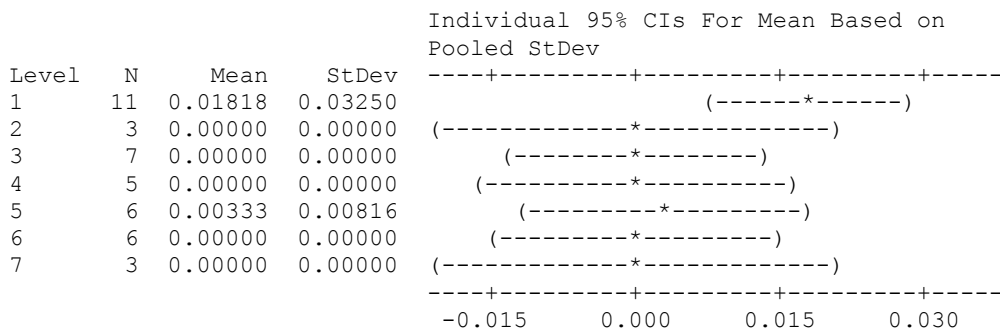 Individual 95% CIs For Mean Based on
                             Pooled StDev
Level   N     Mean    StDev  ----+---------+---------+---------+-----
1      11  0.01818  0.03250                     (------*------)
2       3  0.00000  0.00000  (-------------*-------------)
3       7  0.00000  0.00000       (---------*--------)
4       5  0.00000  0.00000     (----------*----------)
5       6  0.00333  0.00816        (---------*---------)
6       6  0.00000  0.00000      (---------*---------)
7       3  0.00000  0.00000  (-------------*-------------)
                             ----+---------+---------+---------+-----
                              -0.015     0.000     0.015     0.030